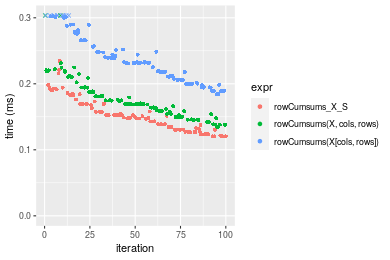 0.3
0.2
0.1
0.0
time (ms)
0
25
50
75
100
iteration
expr
rowCumsums_X_S
rowCumsums(X, cols, rows)
rowCumsums(X[cols, rows])